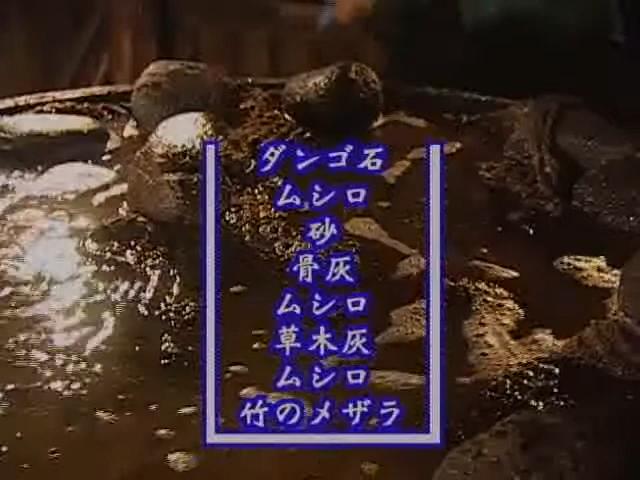 ダンゴ石
ムシロ
砂
骨灰
ムシロ
草木灰
ムシロ
竹のメザラ